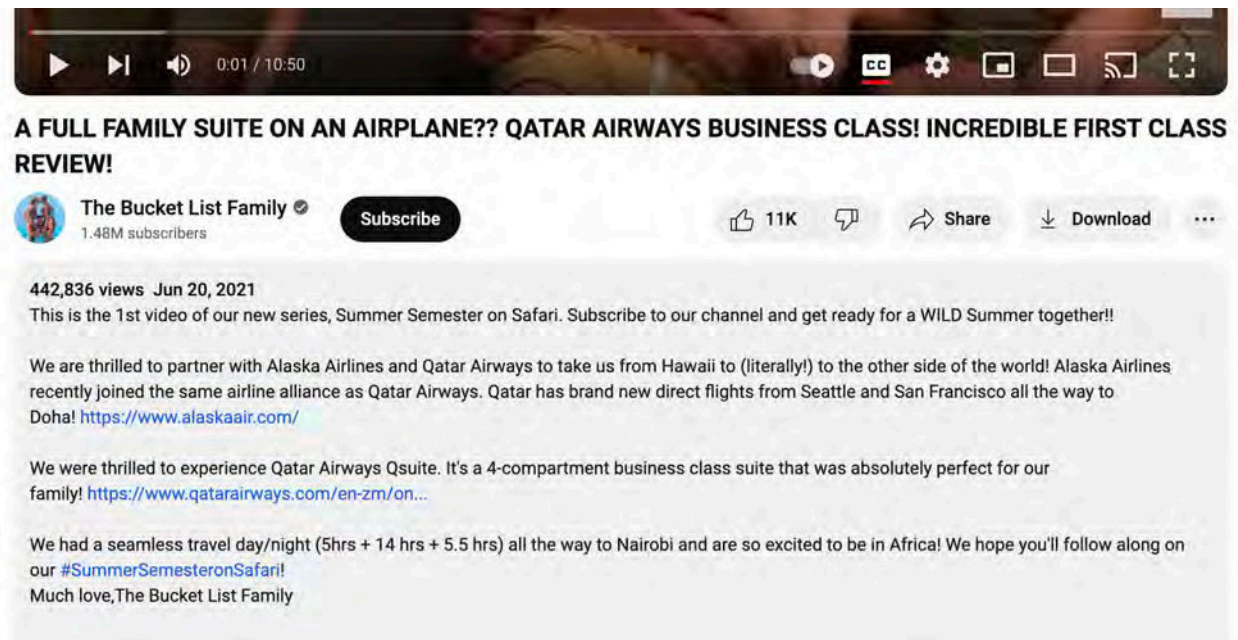 0:01 / 10:50
CC
A FULL FAMILY SUITE ON AN AIRPLANE?? QATAR AIRWAYS BUSINESS CLASS! INCREDIBLE FIRST CLASS
REVIEW!
The Bucket List Family
1.48M subscribers
Subscribe
11K
Share
Download
442,836 views Jun 20, 2021
This is the 1st video of our new series, Summer Semester on Safari. Subscribe to our channel and get ready for a WILD Summer together!!
We are thrilled to partner with Alaska Airlines and Qatar Airways to take us from Hawaii to (literally!) to the other side of the world! Alaska Airlines
recently joined the same airline alliance as Qatar Airways. Qatar has brand new direct flights from Seattle and San Francisco all the way to
Doha! https://www.alaskaair.com/
We were thrilled to experience Qatar Airways Qsuite. It's a 4-compartment business class suite that was absolutely perfect for our
family! https://www.qatarairways.com/en-zm/on...
We had a seamless travel day/night (5hrs + 14 hrs + 5.5 hrs) all the way to Nairobi and are so excited to be in Africa! We hope you'll follow along on
our #SummerSemesteronSafari!
Much love,The Bucket List Family